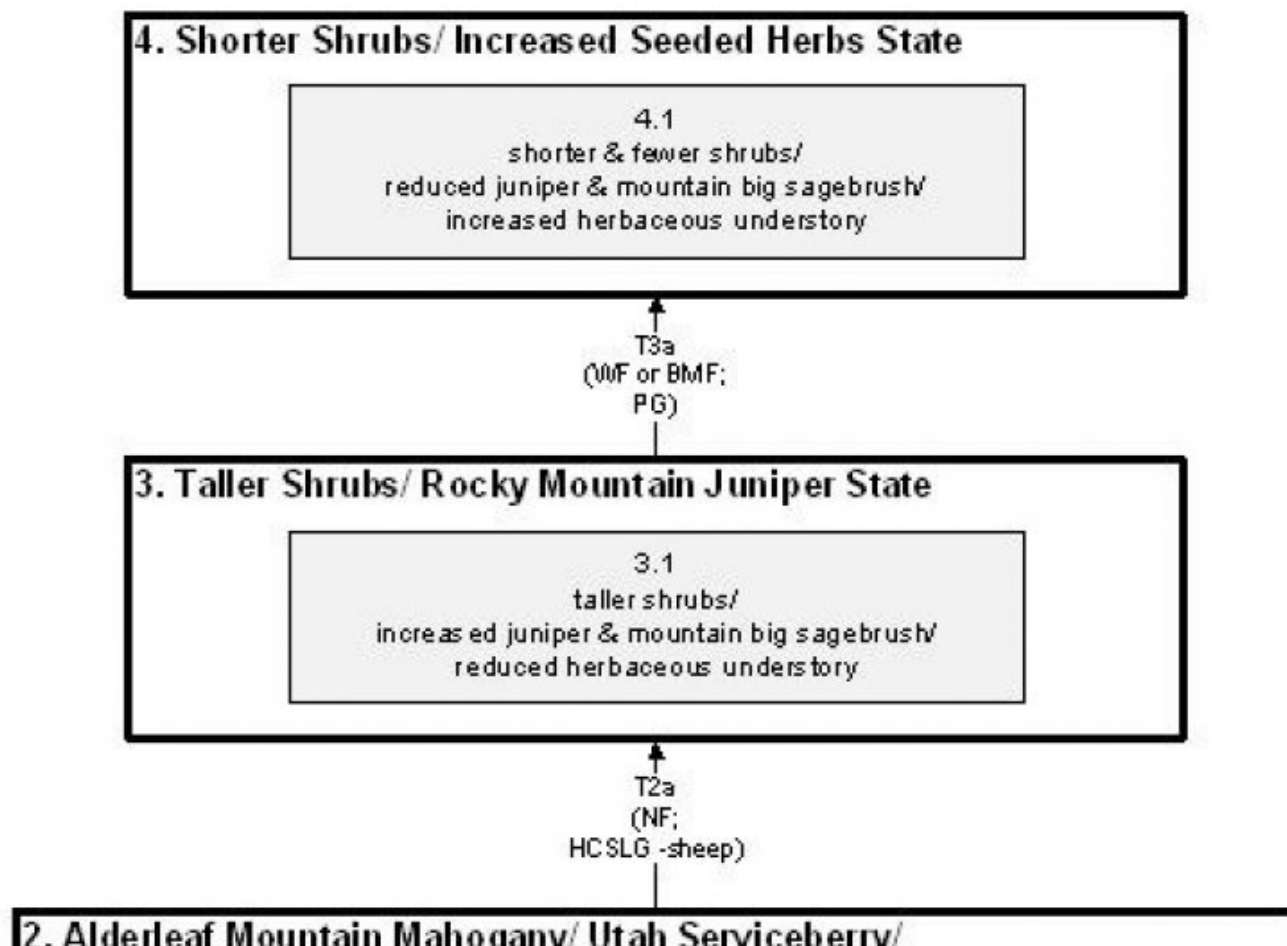 4. Shorter Shrubs/ Increased Seeded Herbs State
4.1
shorter & fewer shrubs/
reduced juniper & mountain big sagebrush/
increased herbaceous understory
T3a
(WF or BMF;
PG)
3. Taller Shrubs/ Rocky Mountain Juniper State
3.1
taller shrubs/
increased juniper & mountain big sagebrush/
reduced herbaceous understory
T2a
(NF;
HCSLG -sheep)
2. Alderleaf Mountain Mahogany/ Utah Serviceberry/